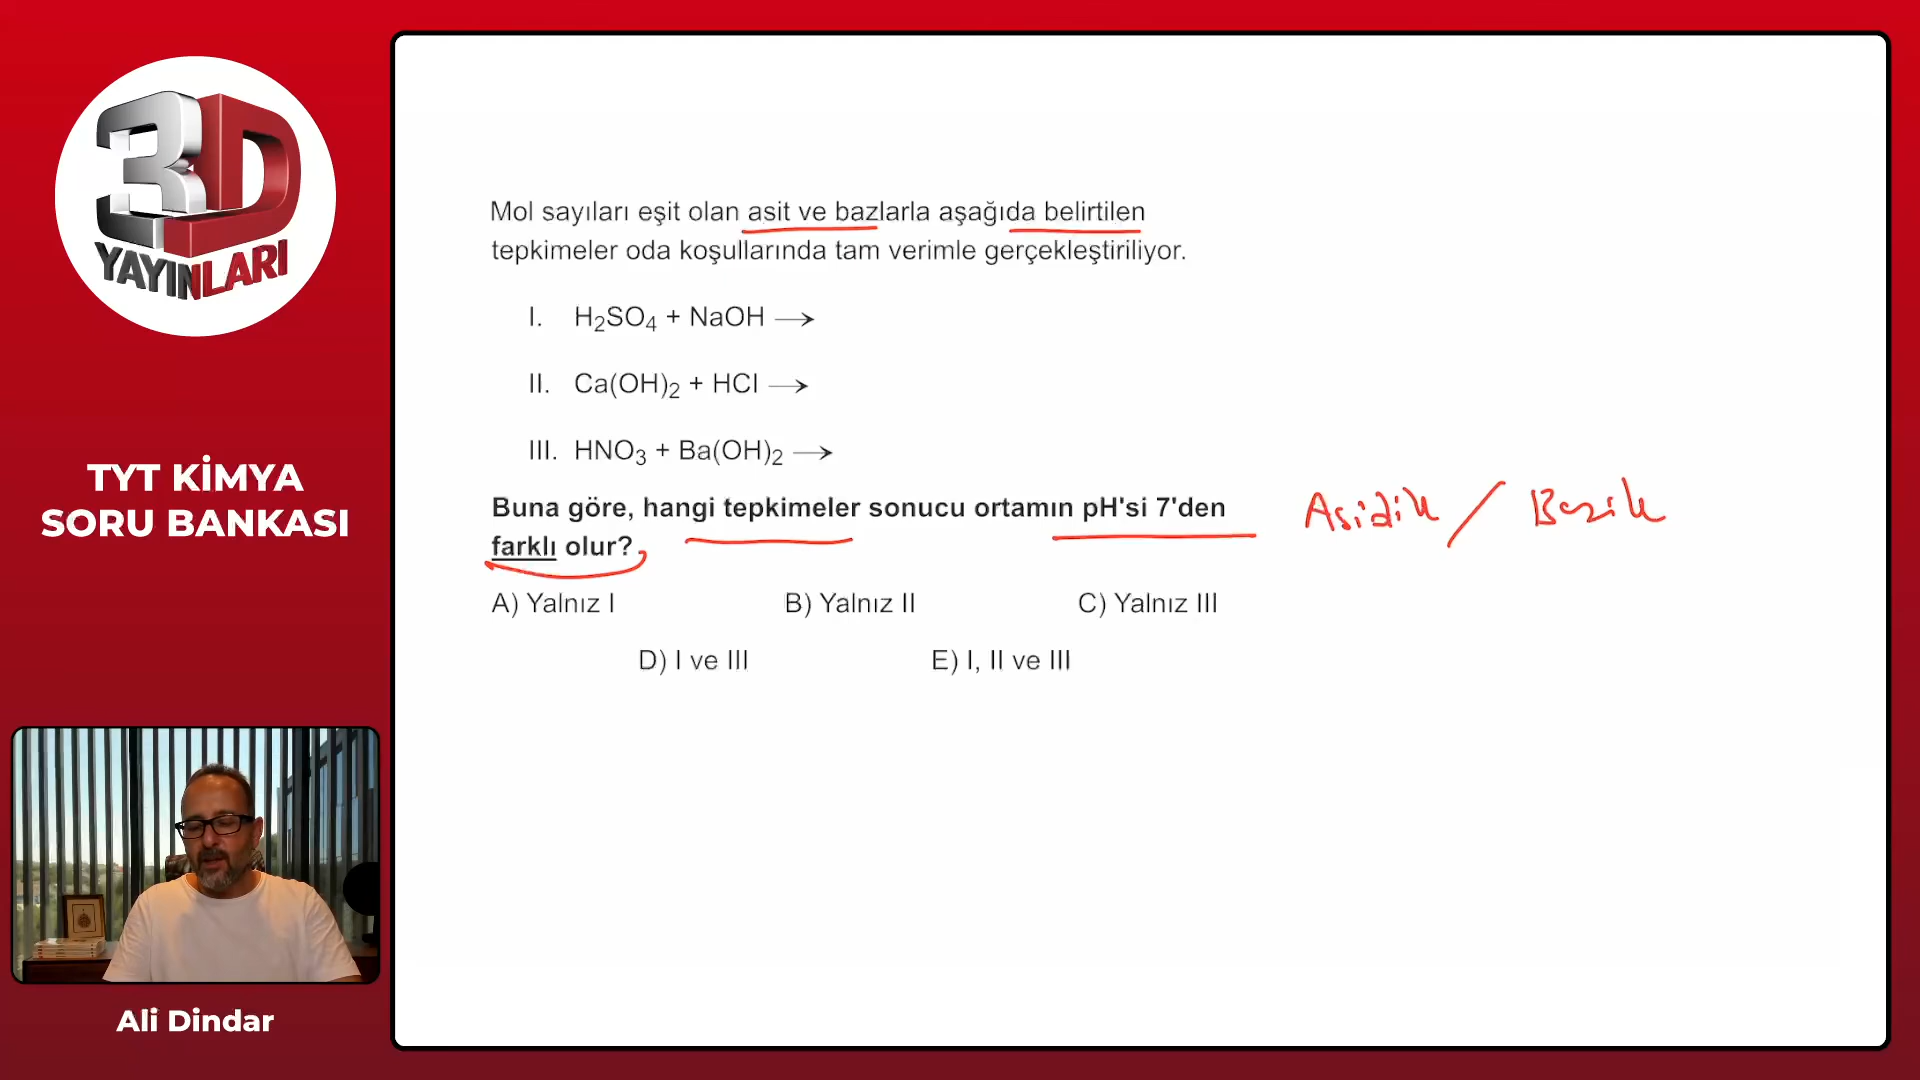 3D
YAYINLARI
TYT KİMYA
SORU BANKASI
Ali Dindar
Mol sayıları eşit olan asit ve bazlarla aşağıda belirtilen
tepkimeler oda koşullarında tam verimle gerçekleştiriliyor.
I. H₂SO₄ + NaOH →
II. Ca(OH)₂ + HCl →
III. HNO₃ + Ba(OH)₂ →
Buna göre, hangi tepkimeler sonucu ortamın pH'si 7'den
farklı olur?
Asidik / Bazik
A) Yalnız I B) Yalnız II C) Yalnız III
D) I ve III E) I, II ve III